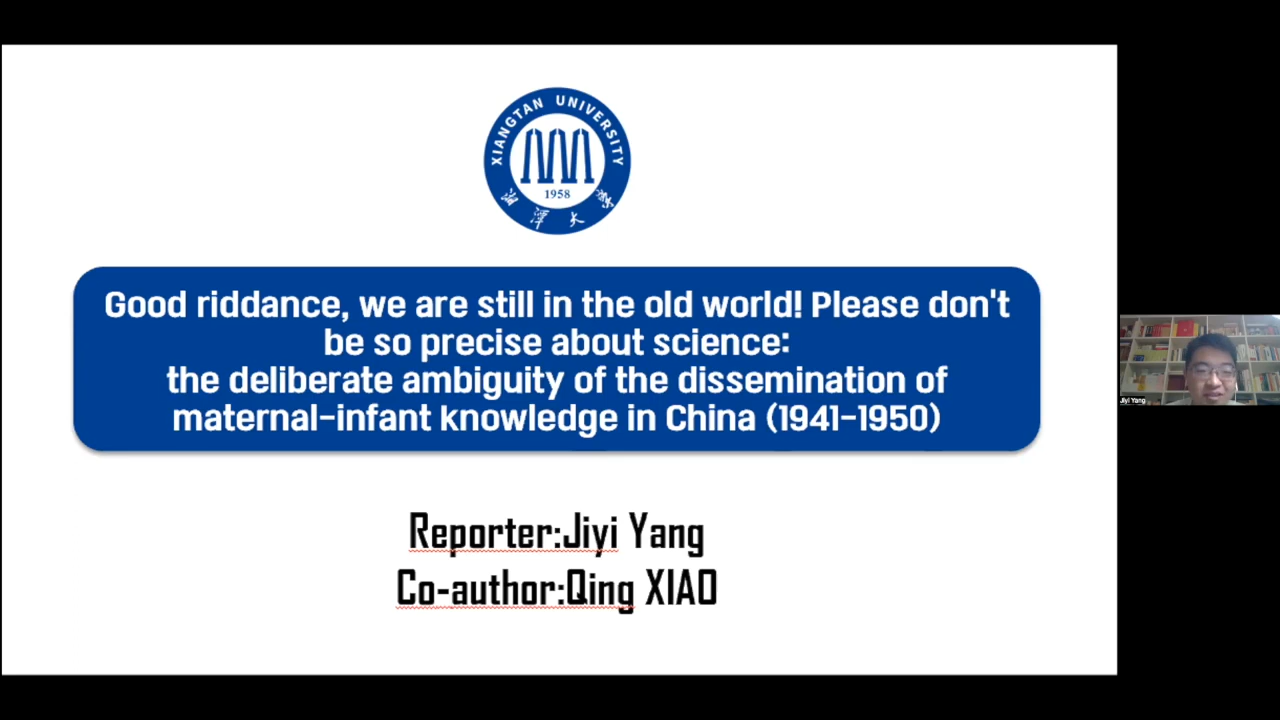 XIANGTAN UNIVERSITY
1958
湘潭大學
Good riddance, we are still in the old world! Please don't
be so precise about science:
the deliberate ambiguity of the dissemination of
maternal-infant knowledge in China (1941-1950)
Reporter:Jiyi Yang
Co-author:Qing XIAO
Jiyi Yang